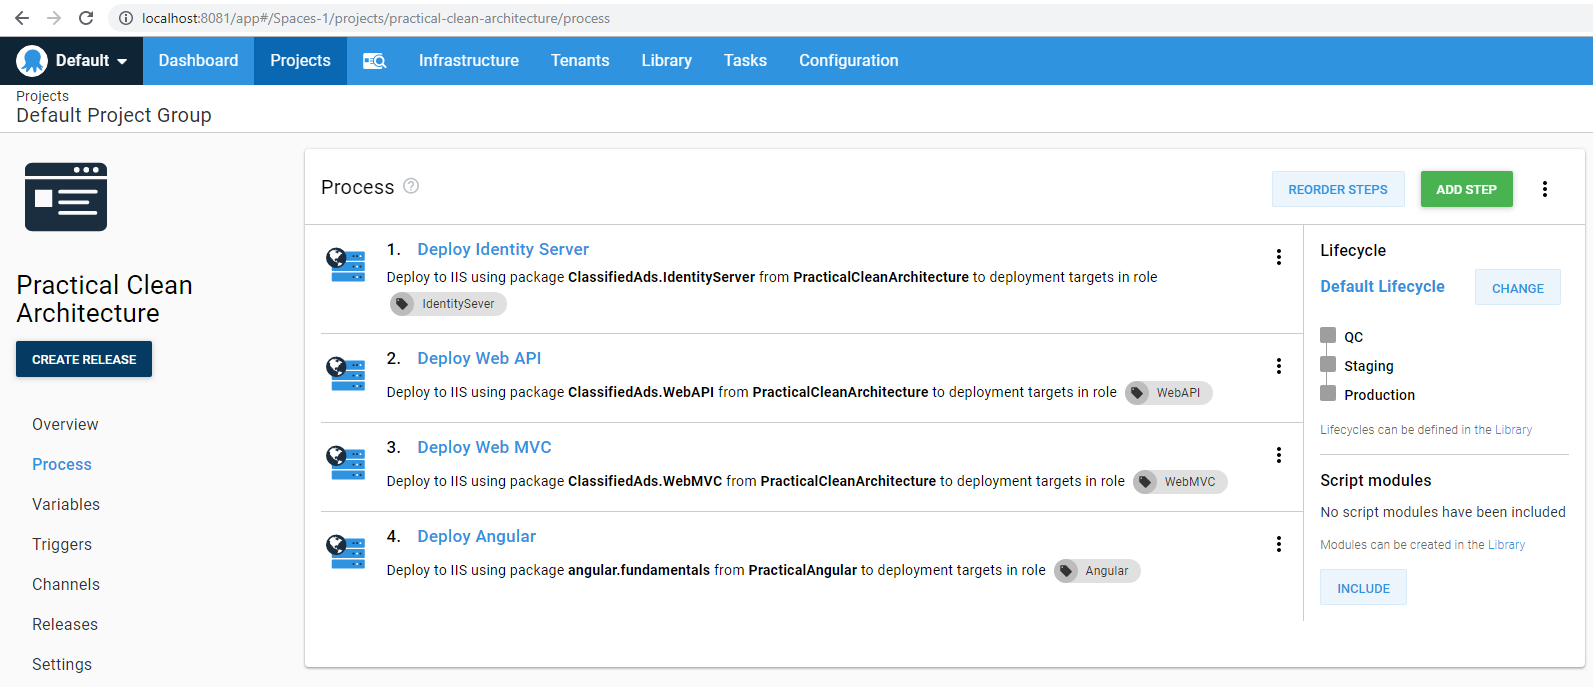 localhost:8081/app#/Spaces-1/projects/practical-clean-architecture/process
Default Dashboard Projects Infrastructure Tenants Library Tasks Configuration
Projects
Default Project Group
Practical Clean
Architecture
CREATE RELEASE
Overview
Process
Variables
Triggers
Channels
Releases
Settings
Process ?
REORDER STEPS ADD STEP
1. Deploy Identity Server
Deploy to IIS using package ClassifiedAds.IdentityServer from PracticalCleanArchitecture to deployment targets in role
IdentitySever
2. Deploy Web API
Deploy to IIS using package ClassifiedAds.WebAPI from PracticalCleanArchitecture to deployment targets in role WebAPI
3. Deploy Web MVC
Deploy to IIS using package ClassifiedAds.WebMVC from PracticalCleanArchitecture to deployment targets in role WebMVC
4. Deploy Angular
Deploy to IIS using package angular.fundamentals from PracticalAngular to deployment targets in role Angular
Lifecycle
Default Lifecycle CHANGE
QC
Staging
Production
Lifecycles can be defined in the Library
Script modules
No script modules have been included
Modules can be created in the Library
INCLUDE